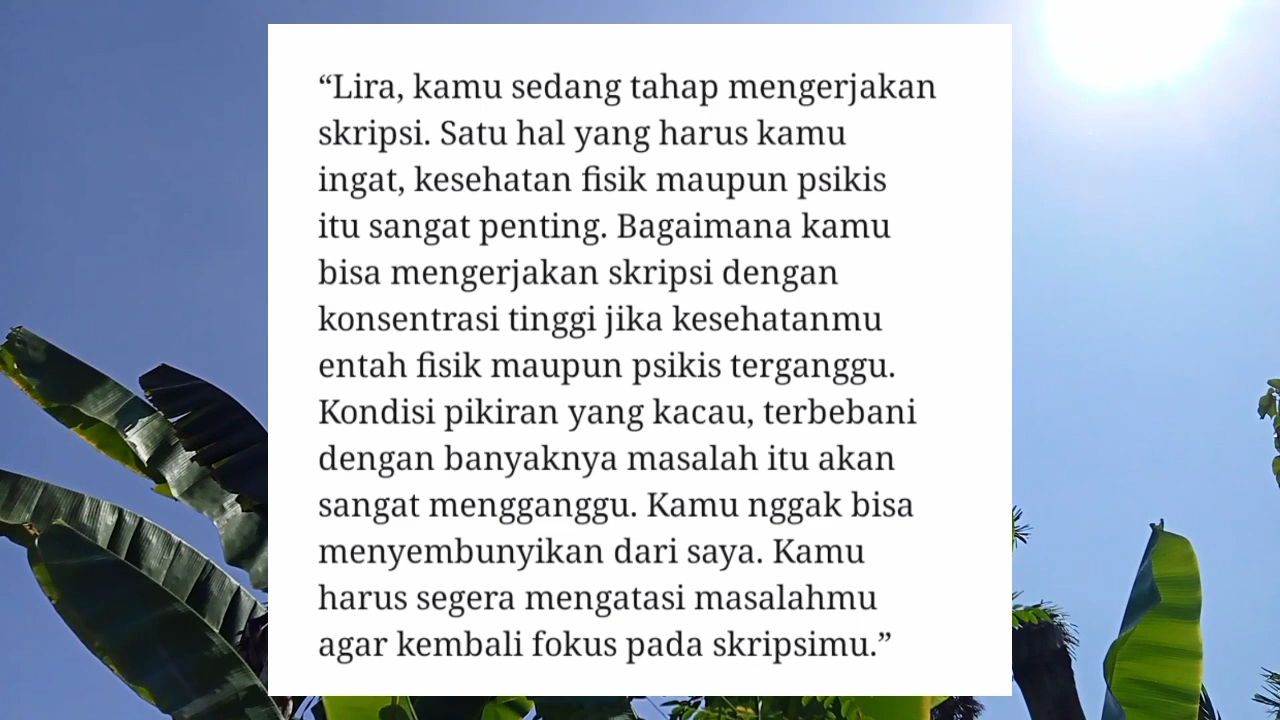 “Lira, kamu sedang tahap mengerjakan
skripsi. Satu hal yang harus kamu
ingat, kesehatan fisik maupun psikis
itu sangat penting. Bagaimana kamu
bisa mengerjakan skripsi dengan
konsentrasi tinggi jika kesehatanmu
entah fisik maupun psikis terganggu.
Kondisi pikiran yang kacau, terbebani
dengan banyaknya masalah itu akan
sangat mengganggu. Kamu nggak bisa
menyembunyikan dari saya. Kamu
harus segera mengatasi masalahmu
agar kembali fokus pada skripsimu.”